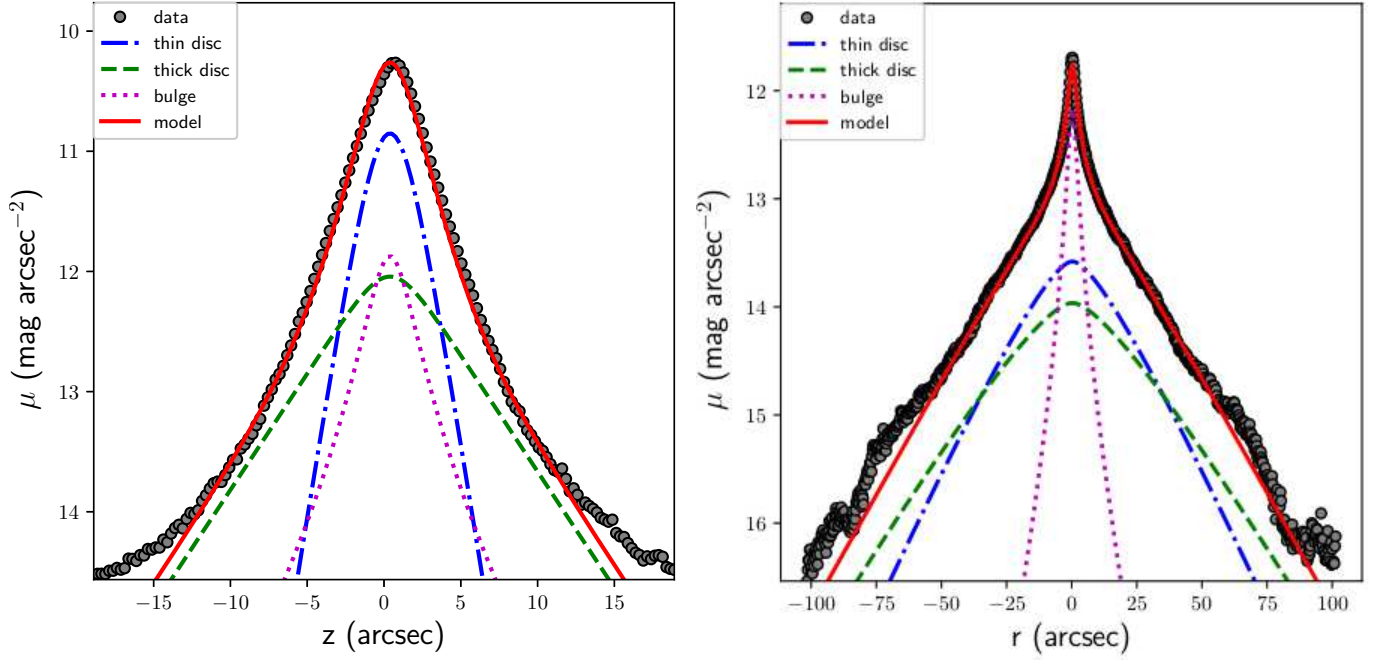 data
thin disc
thick disc
bulge
model
10
11
12
13
14
μ (mag arcsec⁻²)
−15
−10
−5
0
5
10
15
z (arcsec)
data
thin disc
thick disc
bulge
model
12
13
14
15
16
μ (mag arcsec⁻²)
−100
−75
−50
−25
0
25
50
75
100
r (arcsec)